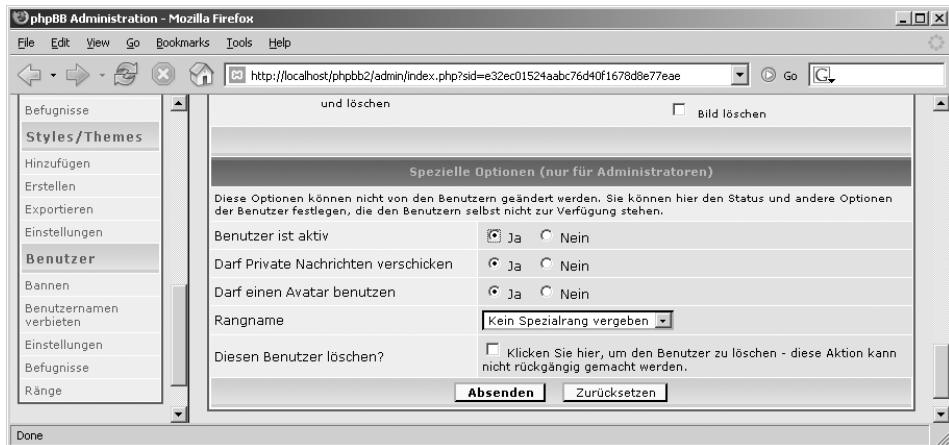 phpBB Administration - Mozilla Firefox
File Edit View Go Bookmarks Tools Help
http://localhost/phpbb2/admin/index.php?sid=e32ec01524aabc76d40f1678d8e77eae Go G
Befugnisse
Styles/Themes
Hinzufügen
Erstellen
Exportieren
Einstellungen
Benutzer
Bannen
Benutzernamen
verbieten
Einstellungen
Befugnisse
Ränge
und löschen
Bild löschen
Spezielle Optionen (nur für Administratoren)
Diese Optionen können nicht von den Benutzern geändert werden. Sie können hier den Status und andere Optionen
der Benutzer festlegen, die den Benutzern selbst nicht zur Verfügung stehen.
Benutzer ist aktiv Ja Nein
Darf Private Nachrichten verschicken Ja Nein
Darf einen Avatar benutzen Ja Nein
Rangname Kein Spezialrang vergeben
Diesen Benutzer löschen? Klicken Sie hier, um den Benutzer zu löschen - diese Aktion kann
nicht rückgängig gemacht werden.
Absenden Zurücksetzen
Done